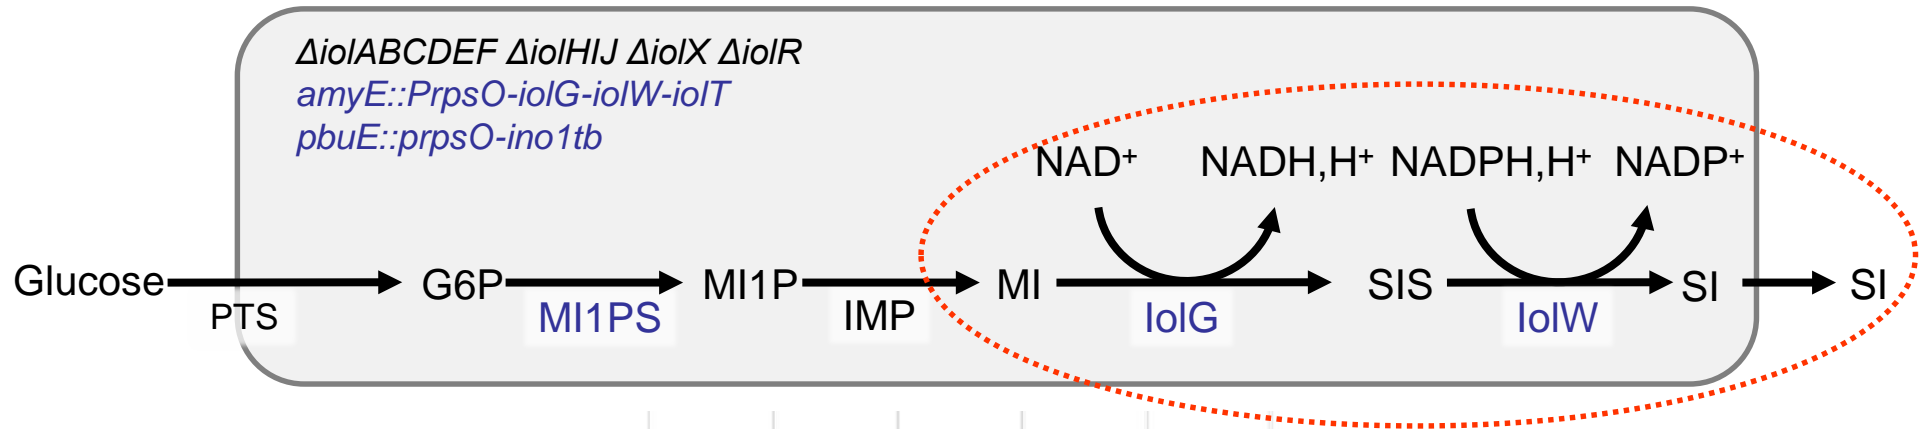 ΔiolABCDEF ΔiolHIJ ΔiolX ΔiolR
amyE::PrpsO-iolG-iolW-iolT
pbuE::prpsO-ino1tb
NAD⁺ NADH,H⁺ NADPH,H⁺ NADP⁺
Glucose G6P MI1P MI SIS SI SI
PTS MI1PS IMP IolG IolW